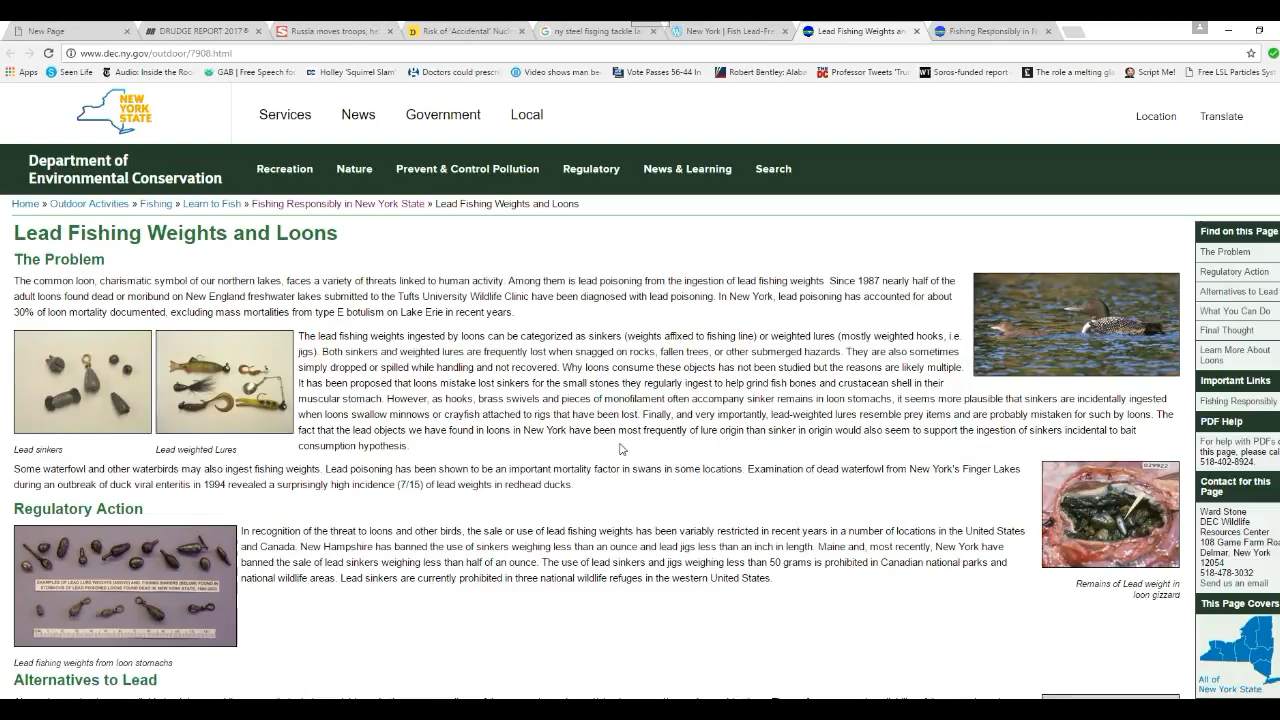 New Page
DRUDGE REPORT 2017®
Russia moves troops, he
Risk of 'Accidental' Nucle
ny steel fisging tackle la
New York | Fish Lead-Fre
Lead Fishing Weights an
Fishing Responsibly in N
www.dec.ny.gov/outdoor/7908.html
Apps
Seen Life
Audio: Inside the Roo
GAB | Free Speech fo
Holley 'Squirrel Slam'
Doctors could prescr
Video shows man be
Vote Passes 56-44 In
Robert Bentley: Alaba
Professor Tweets 'Tru
Soros-funded report
The role a melting gla
Script Me!
Free LSL Particles Syst
NEW
YORK
STATE
Services
News
Government
Local
Location
Translate
Department of
Environmental Conservation
Recreation
Nature
Prevent & Control Pollution
Regulatory
News & Learning
Search
Home » Outdoor Activities » Fishing » Learn to Fish » Fishing Responsibly in New York State » Lead Fishing Weights and Loons
Lead Fishing Weights and Loons
The Problem
The common loon, charismatic symbol of our northern lakes, faces a variety of threats linked to human activity. Among them is lead poisoning from the ingestion of lead fishing weights Since 1987 nearly half of the
adult loons found dead or moribund on New England freshwater lakes submitted to the Tufts University Wildlife Clinic have been diagnosed with lead poisoning. In New York, lead poisoning has accounted for about
30% of loon mortality documented, excluding mass mortalities from type E botulism on Lake Erie in recent years.
The lead fishing weights ingested by loons can be categorized as sinkers (weights affixed to fishing line) or weighted lures (mostly weighted hooks, i.e.
jigs). Both sinkers and weighted lures are frequently lost when snagged on rocks, fallen trees, or other submerged hazards. They are also sometimes
simply dropped or spilled while handling and not recovered. Why loons consume these objects has not been studied but the reasons are likely multiple.
It has been proposed that loons mistake lost sinkers for the small stones they regularly ingest to help grind fish bones and crustacean shell in their
muscular stomach. However, as hooks, brass swivels and pieces of monofilament often accompany sinker remains in loon stomachs, it seems more plausible that sinkers are incidentally ingested
when loons swallow minnows or crayfish attached to rigs that have been lost. Finally, and very importantly, lead-weighted lures resemble prey items and are probably mistaken for such by loons. The
fact that the lead objects we have found in loons in New York have been most frequently of lure origin than sinker in origin would also seem to support the ingestion of sinkers incidental to bait
consumption hypothesis.
Lead sinkers
Lead weighted Lures
Some waterfowl and other waterbirds may also ingest fishing weights. Lead poisoning has been shown to be an important mortality factor in swans in some locations. Examination of dead waterfowl from New York's Finger Lakes
during an outbreak of duck viral enteritis in 1994 revealed a surprisingly high incidence (7/15) of lead weights in redhead ducks.
029922
Remains of Lead weight in
loon gizzard
Regulatory Action
In recognition of the threat to loons and other birds, the sale or use of lead fishing weights has been variably restricted in recent years in a number of locations in the United States
and Canada. New Hampshire has banned the use of sinkers weighing less than an ounce and lead jigs less than an inch in length. Maine and, most recently, New York have
banned the sale of lead sinkers weighing less than half of an ounce. The use of lead sinkers and jigs weighing less than 50 grams is prohibited in Canadian national parks and
national wildlife areas. Lead sinkers are currently prohibited in three national wildlife refuges in the western United States.
EXAMPLES OF LEAD LURE WEIGHTS (ABOVE) AND FISHING SINKERS (BELOW) FOUND IN
STOMACHS OF LEAD-POISONED LOONS FOUND DEAD IN NEW YORK STATE,
Lead fishing weights from loon stomachs
Alternatives to Lead
Find on this Page
The Problem
Regulatory Action
Alternatives to Lead
What You Can Do
Final Thought
Learn More About
Loons
Important Links
Fishing Responsibly
PDF Help
For help with PDFs o
this page, please cal
518-402-8924.
Contact for this
Page
Ward Stone
DEC Wildlife
Resources Center
108 Game Farm Roa
Delmar, New York
12054
518-478-3032
Send us an email
This Page Covers
All of
New York State